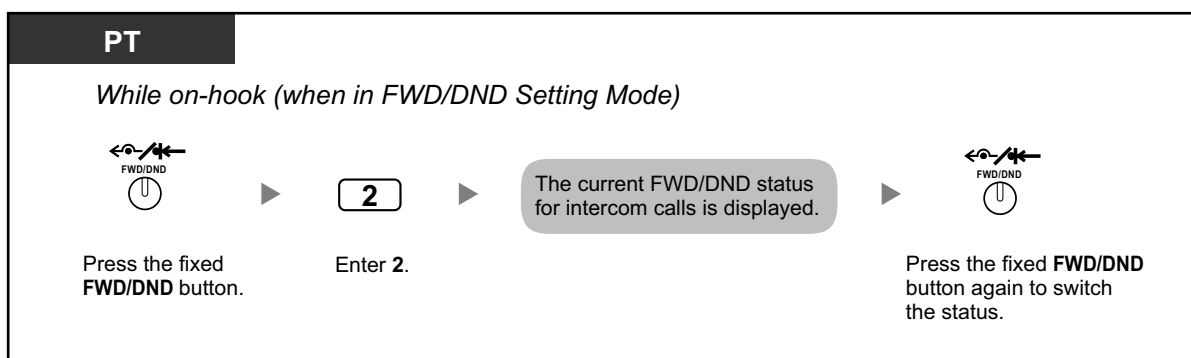 PT
While on-hook (when in FWD/DND Setting Mode)
FWD/DND
Press the fixed
FWD/DND button.
2
Enter 2.
The current FWD/DND status
for intercom calls is displayed.
FWD/DND
Press the fixed FWD/DND
button again to switch
the status.